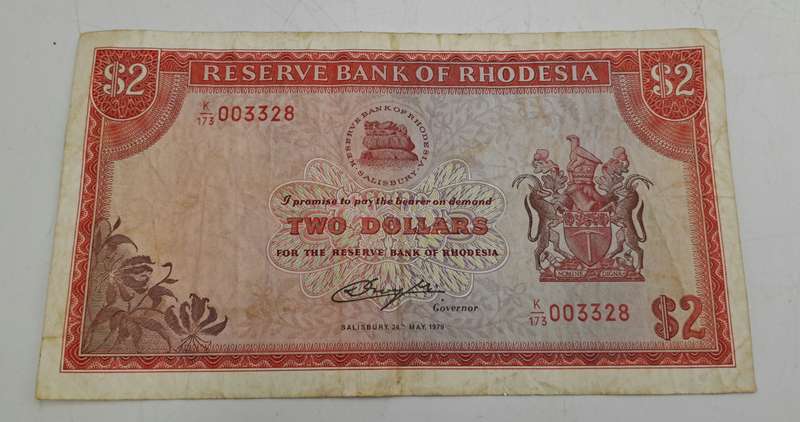 $2 RESERVE BANK OF RHODESIA $2
K/173 003328
RESERVE BANK OF RHODESIA
SALISBURY
I promise to pay the bearer on demand
TWO DOLLARS
FOR THE RESERVE BANK OF RHODESIA
Governor
SALISBURY, 24TH MAY, 1979
K/173 003328
$2